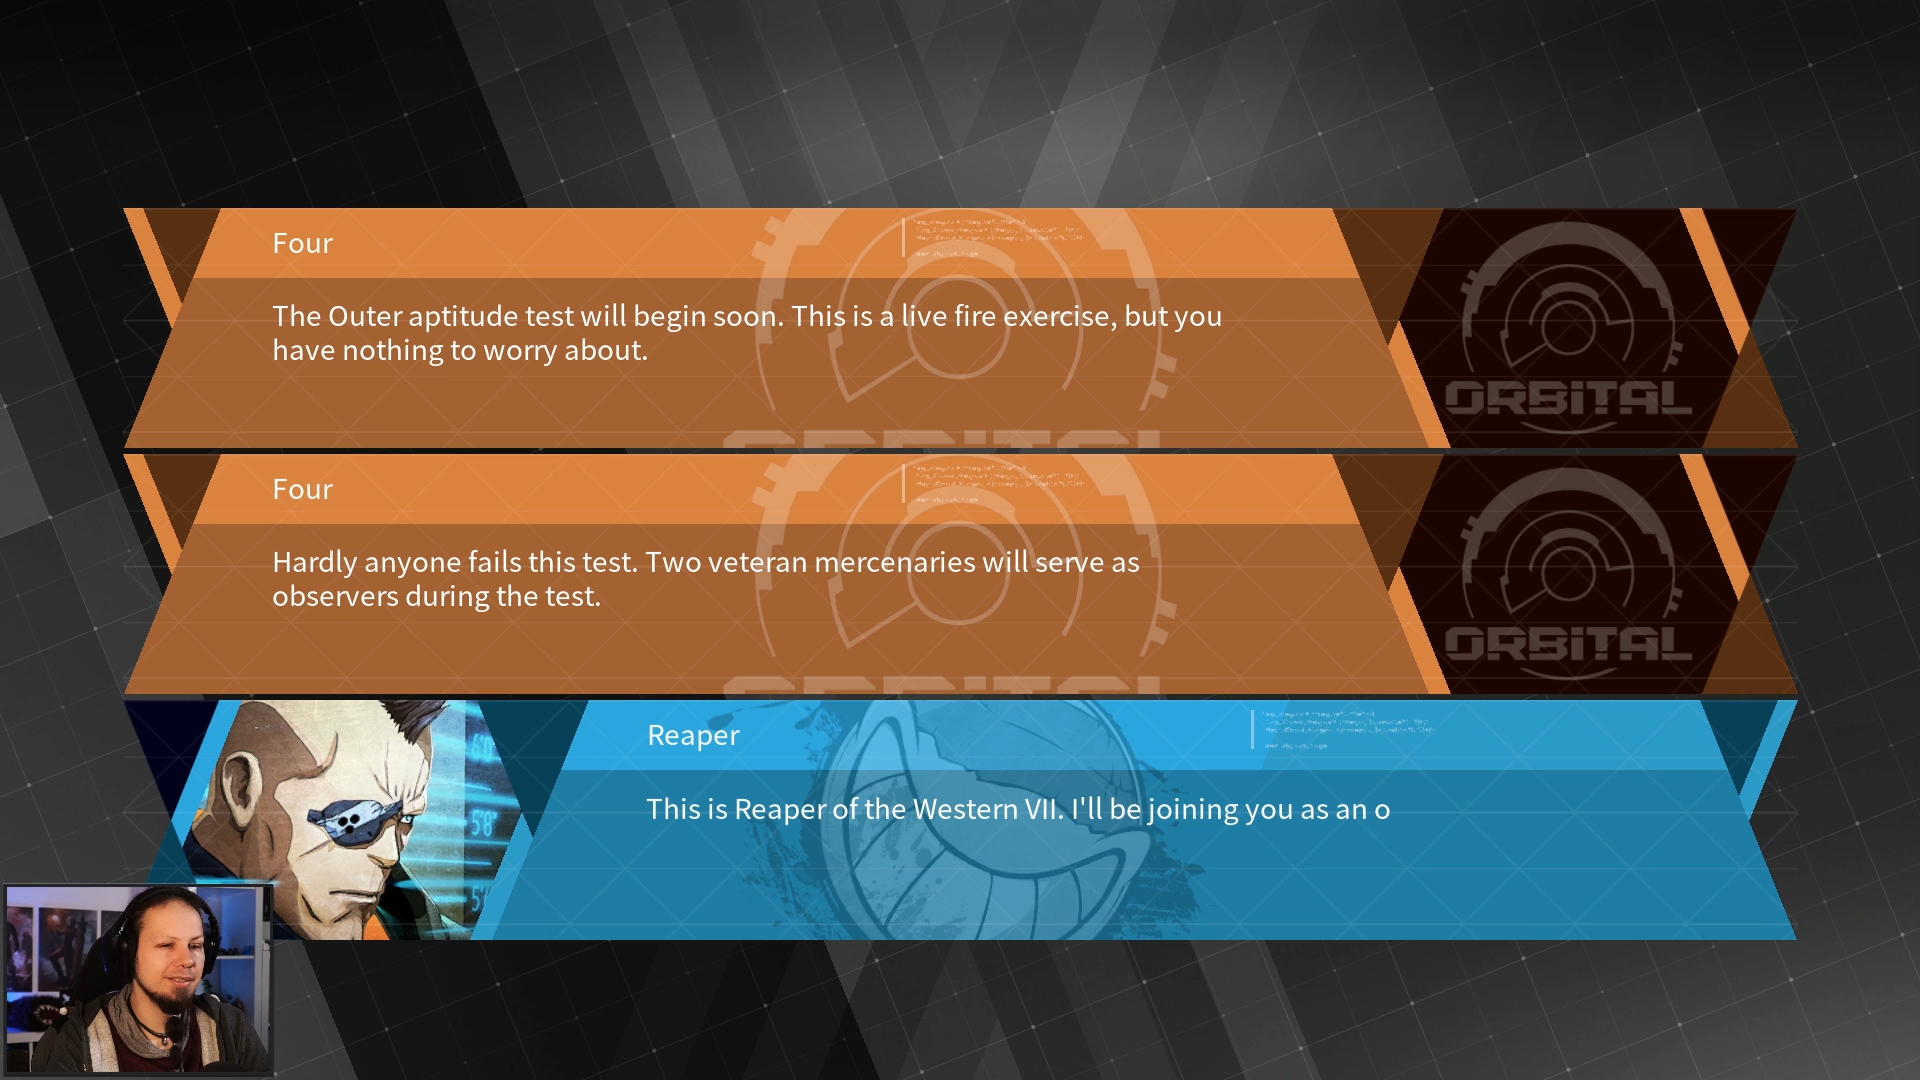 Four
The Outer aptitude test will begin soon. This is a live fire exercise, but you
have nothing to worry about.
ORBITAL
Four
Hardly anyone fails this test. Two veteran mercenaries will serve as
observers during the test.
ORBITAL
Reaper
This is Reaper of the Western VII. I'll be joining you as an o
5'8"